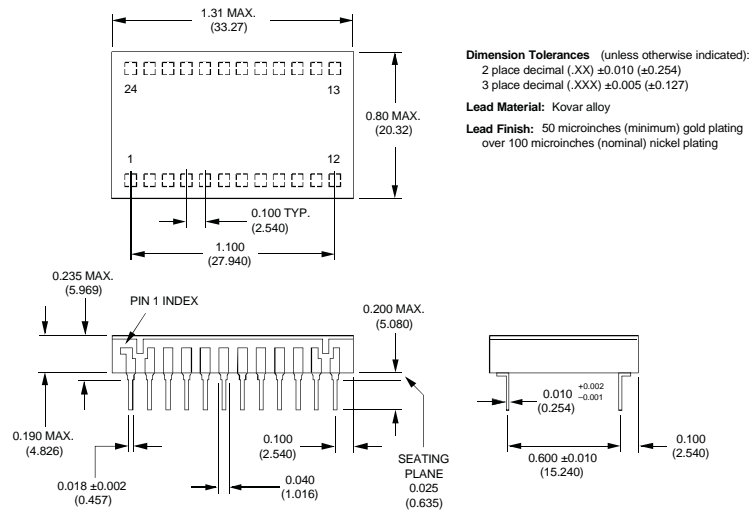 1.31 MAX.
(33.27)
Dimension Tolerances (unless otherwise indicated):
2 place decimal (.XX) ±0.010 (±0.254)
3 place decimal (.XXX) ±0.005 (±0.127)
Lead Material: Kovar alloy
Lead Finish: 50 microinches (minimum) gold plating
over 100 microinches (nominal) nickel plating
24
13
0.80 MAX.
(20.32)
1
12
0.100 TYP.
(2.540)
1.100
(27.940)
0.235 MAX.
(5.969)
PIN 1 INDEX
0.200 MAX.
(5.080)
0.010 +0.002
−0.001
(0.254)
0.190 MAX.
(4.826)
0.100
(2.540)
SEATING
PLANE
0.025
(0.635)
0.600 ±0.010
(15.240)
0.100
(2.540)
0.018 ±0.002
(0.457)
0.040
(1.016)